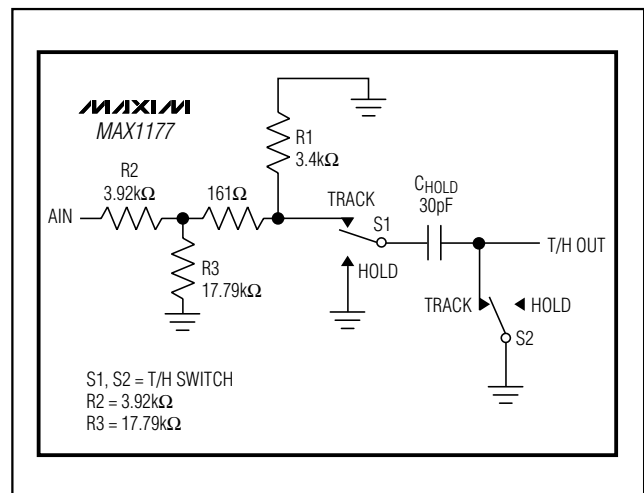 MAXIM
MAX1177
R2
3.92kΩ
AIN
161Ω
R1
3.4kΩ
R3
17.79kΩ
TRACK
S1
HOLD
CHOLD
30pF
T/H OUT
TRACK
HOLD
S2
S1, S2 = T/H SWITCH
R2 = 3.92kΩ
R3 = 17.79kΩ